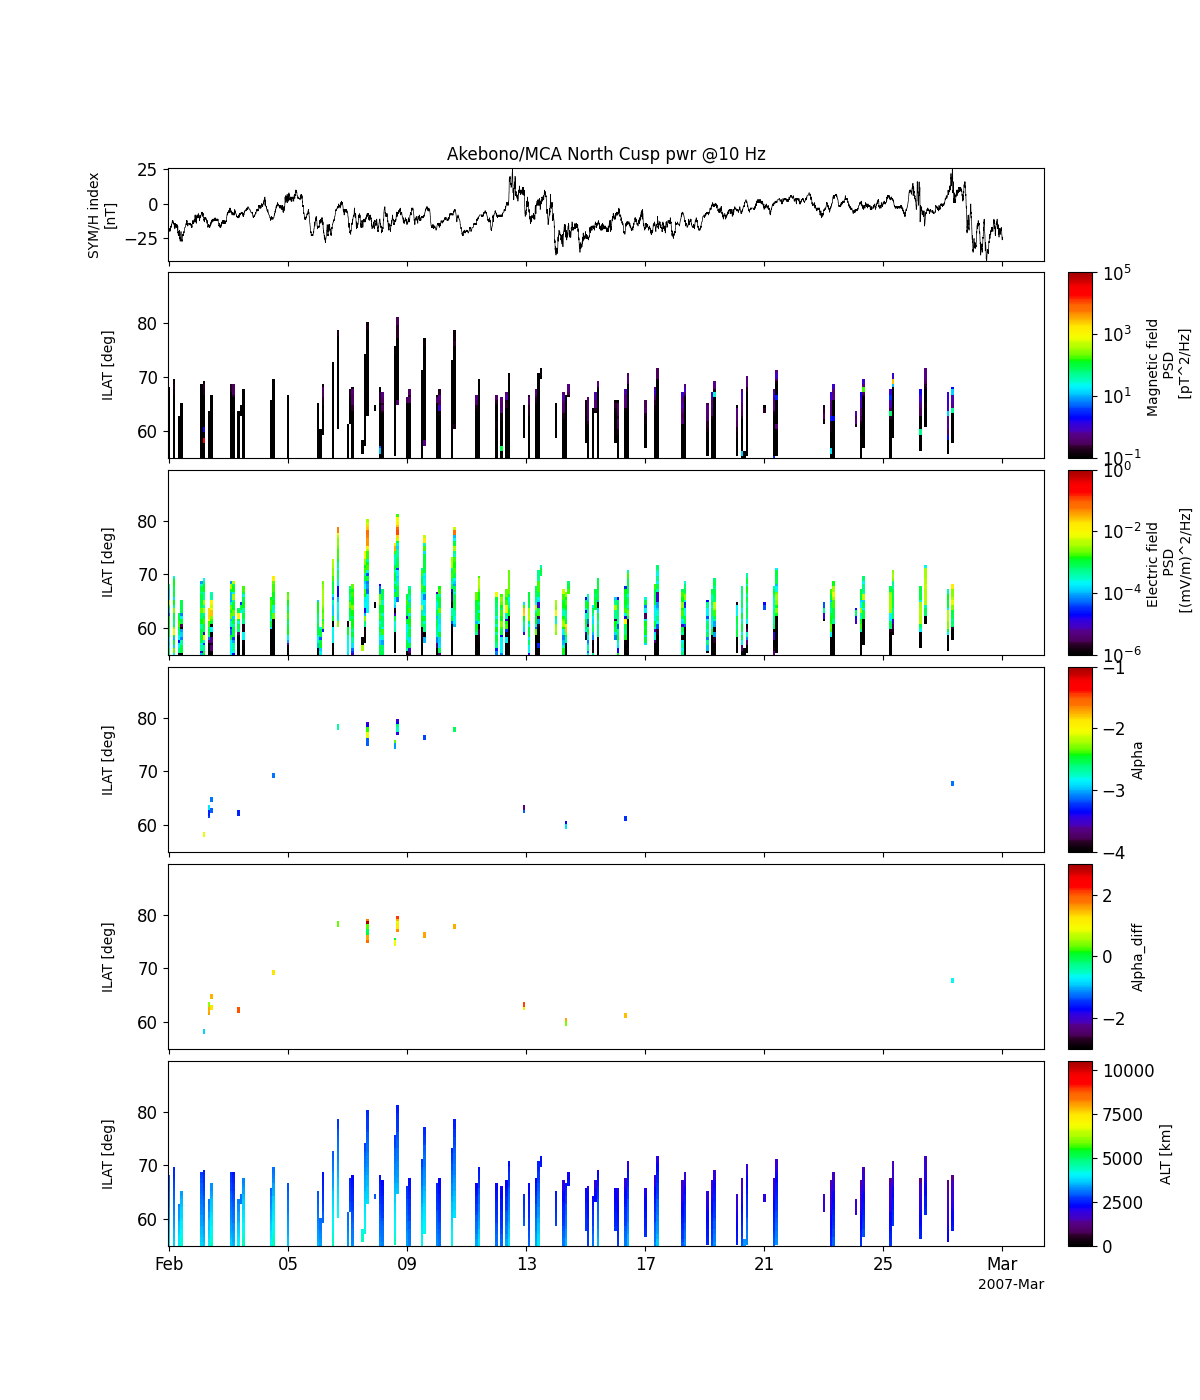 Akebono/MCA North Cusp pwr @10 Hz
SYM/H index
[nT]
25
0
−25
ILAT [deg]
80
70
60
10^5
10^3
10^1
10^−1
Magnetic field
PSD
[pT^2/Hz]
ILAT [deg]
80
70
60
10^0
10^−2
10^−4
10^−6
Electric field
PSD
[(mV/m)^2/Hz]
ILAT [deg]
80
70
60
−1
−2
−3
−4
Alpha
ILAT [deg]
80
70
60
2
0
−2
Alpha_diff
ILAT [deg]
80
70
60
10000
7500
5000
2500
0
ALT [km]
Feb 05 09 13 17 21 25 Mar
2007-Mar